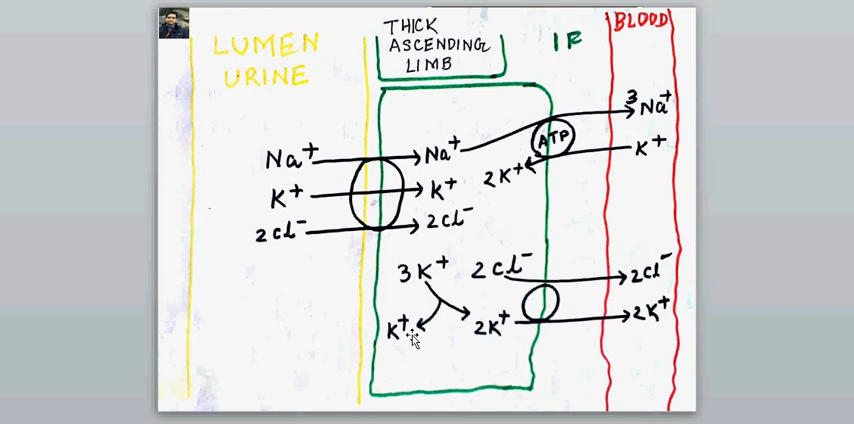 LUMEN
URINE
THICK
ASCENDING
LIMB
IF
BLOOD
Na+
K+
2Cl-
Na+
K+
2Cl-
ATP
3Na+
K+
2K+
3K+
2Cl-
K+
2K+
2Cl-
2K+